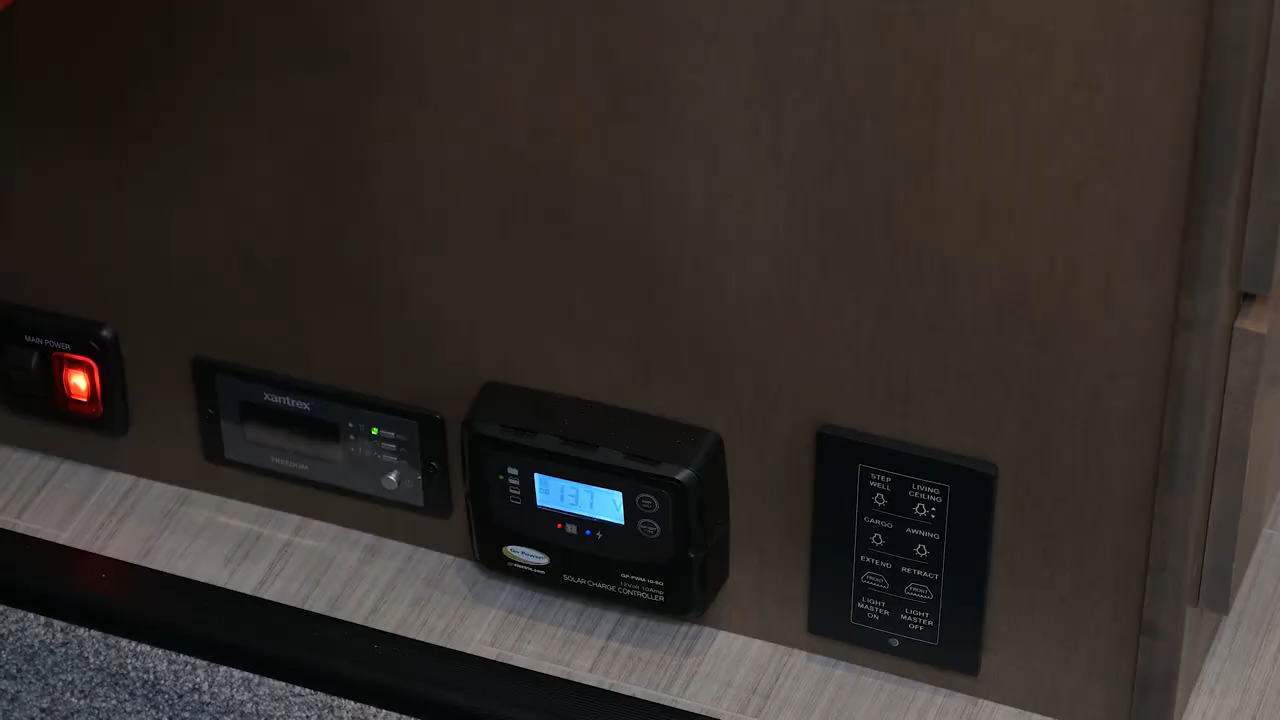 MAIN POWER
xantrex
FREEDOM
13.7 V
Go Power!
GP-PWM-10-SQ
12Volt 10Amp
SOLAR CHARGE CONTROLLER
STEP
WELL
LIVING
CEILING
CARGO
AWNING
EXTEND
RETRACT
FRONT
FRONT
LIGHT
MASTER
ON
LIGHT
MASTER
OFF